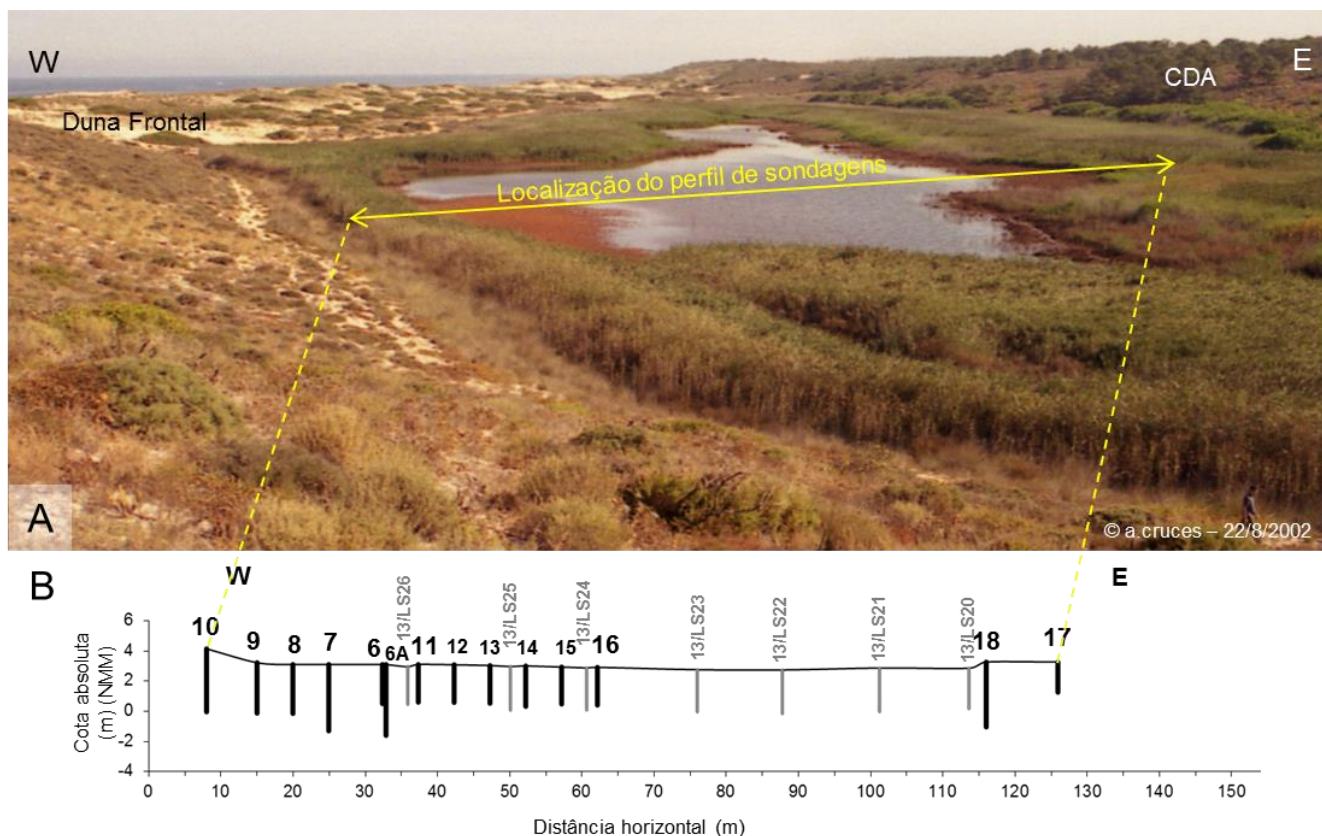 W
E
CDA
Duna Frontal
Localização do perfil de sondagens
A
© a.cruces – 22/8/2002
B
W
E
10
9
8
7
6
6A
13/LS26
11
12
13
13/LS25
14
15
13/LS24
16
13/LS23
13/LS22
13/LS21
13/LS20
18
17
Cota absoluta
(m) (NMM)
6
4
2
0
-2
-4
0 10 20 30 40 50 60 70 80 90 100 110 120 130 140 150
Distância horizontal (m)